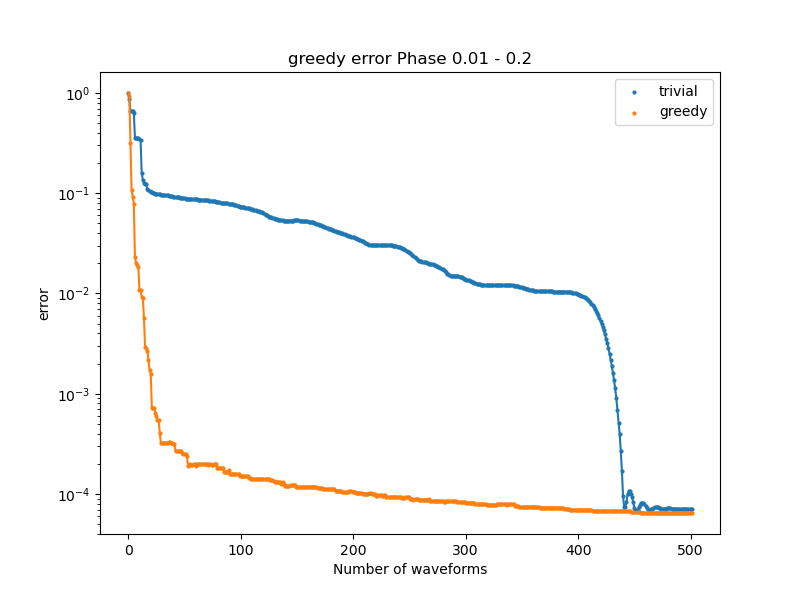 greedy error Phase 0.01 - 0.2
trivial
greedy
10⁰
10⁻¹
10⁻²
10⁻³
10⁻⁴
error
0 100 200 300 400 500
Number of waveforms